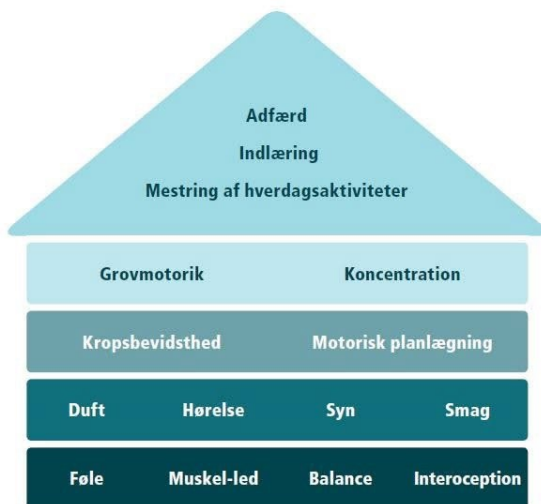 Adfærd
Indlæring
Mestring af hverdagsaktiviteter
Grovmotorik Koncentration
Kropsbevidsthed Motorisk planlægning
Duft Hørelse Syn Smag
Føle Muskel-led Balance Interoception